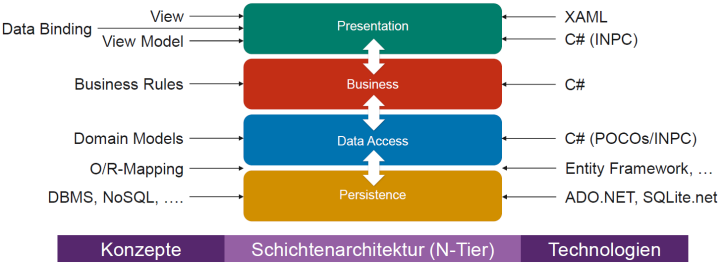 View
Data Binding
View Model
Presentation
XAML
C# (INPC)
Business Rules
Business
C#
Domain Models
Data Access
C# (POCOs/INPC)
O/R-Mapping
Entity Framework, …
DBMS, NoSQL, ….
Persistence
ADO.NET, SQLite.net
Konzepte
Schichtenarchitektur (N-Tier)
Technologien